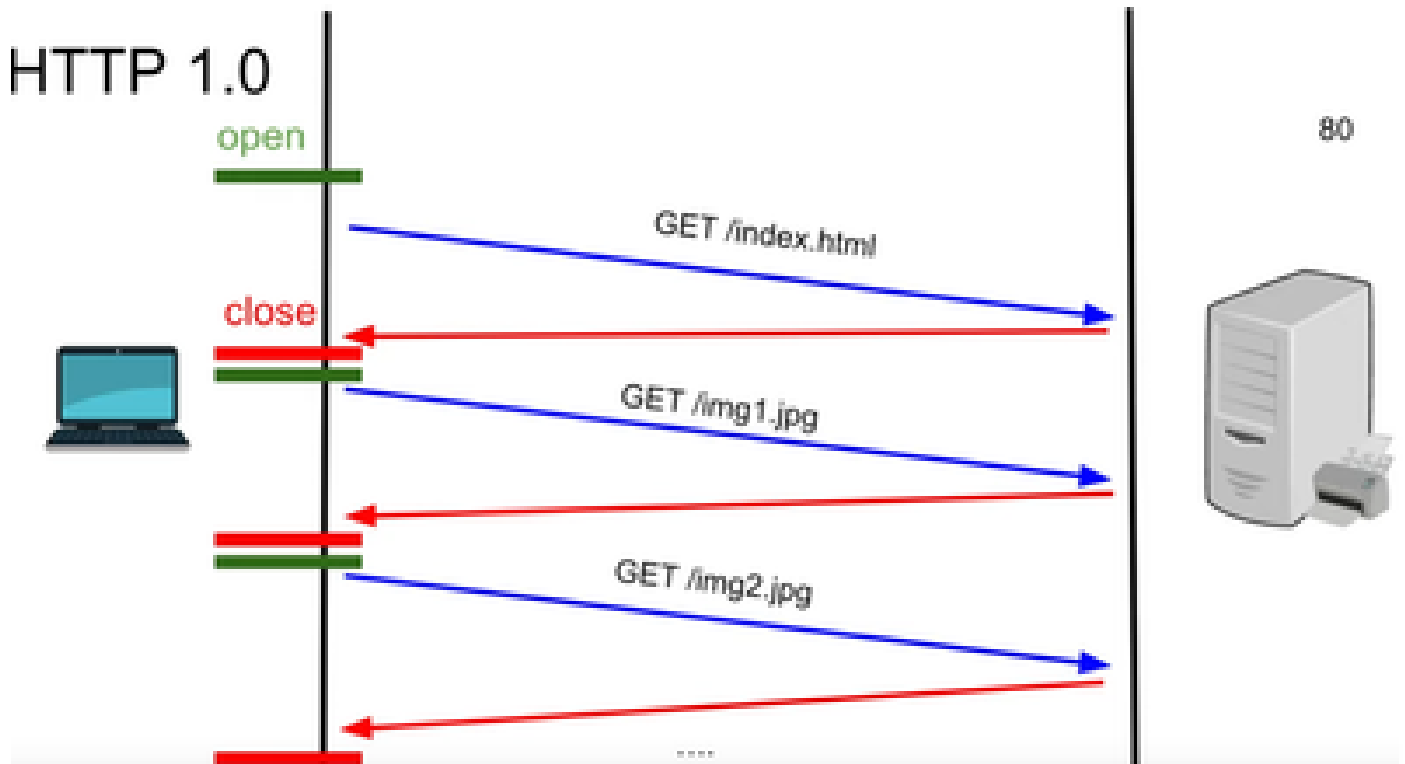 HTTP 1.0
open
80
GET /index.html
close
GET /img1.jpg
GET /img2.jpg
....